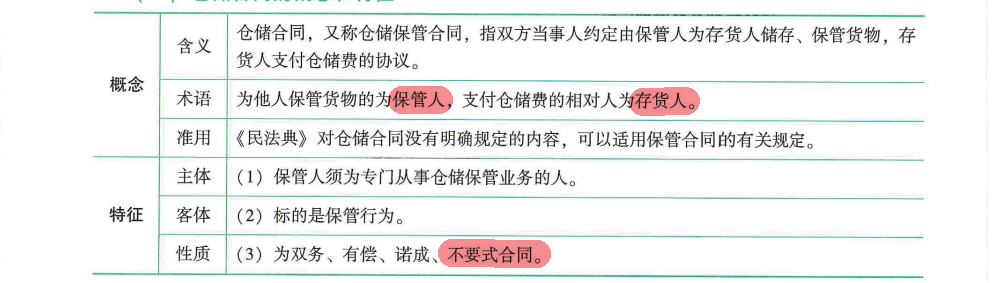 概念
含义
仓储合同，又称仓储保管合同，指双方当事人约定由保管人为存货人储存、保管货物，存
货人支付仓储费的协议。
术语
为他人保管货物的为保管人，支付仓储费的相对人为存货人。
准用
《民法典》对仓储合同没有明确规定的内容，可以适用保管合同的有关规定。
特征
主体
（1）保管人须为专门从事仓储保管业务的人。
客体
（2）标的是保管行为。
性质
（3）为双务、有偿、诺成、不要式合同。